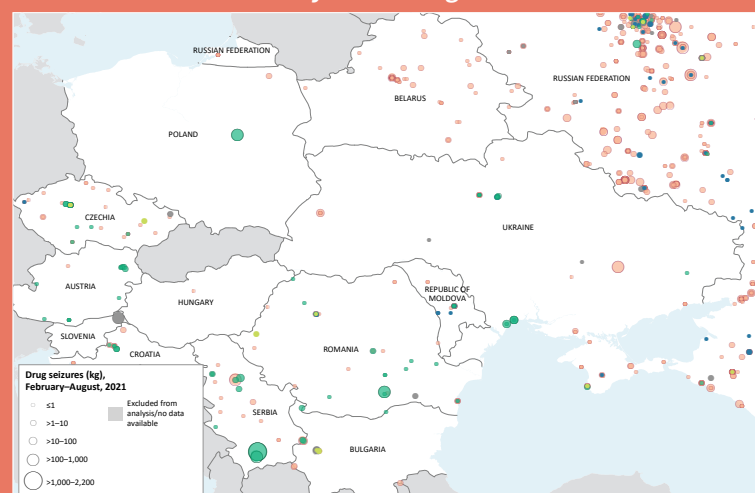 RUSSIAN FEDERATION
RUSSIAN FEDERATION
BELARUS
POLAND
CZECHIA
UKRAINE
AUSTRIA
HUNGARY
REPUBLIC OF
MOLDOVA
SLOVENIA
CROATIA
ROMANIA
SERBIA
BULGARIA
Drug seizures (kg),
February–August, 2021
≤1
>1–10
>10–100
>100–1,000
>1,000–2,200
Excluded from
analysis/no data
available